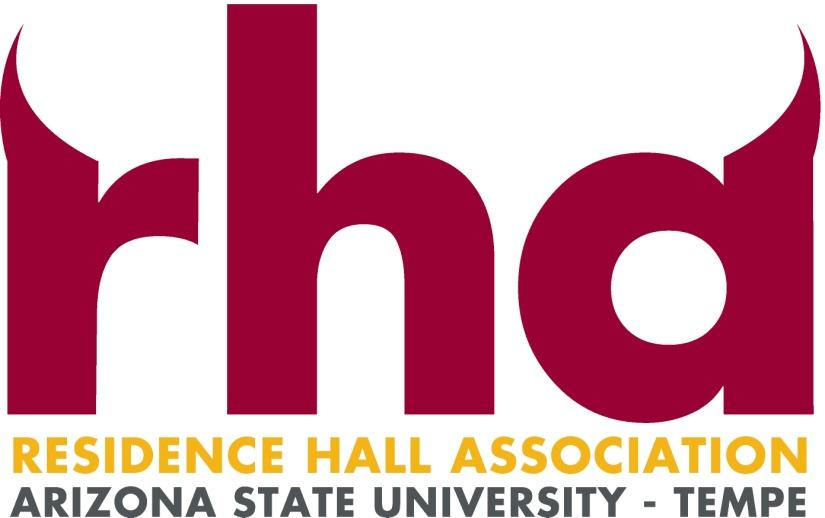 rha
RESIDENCE HALL ASSOCIATION
ARIZONA STATE UNIVERSITY - TEMPE